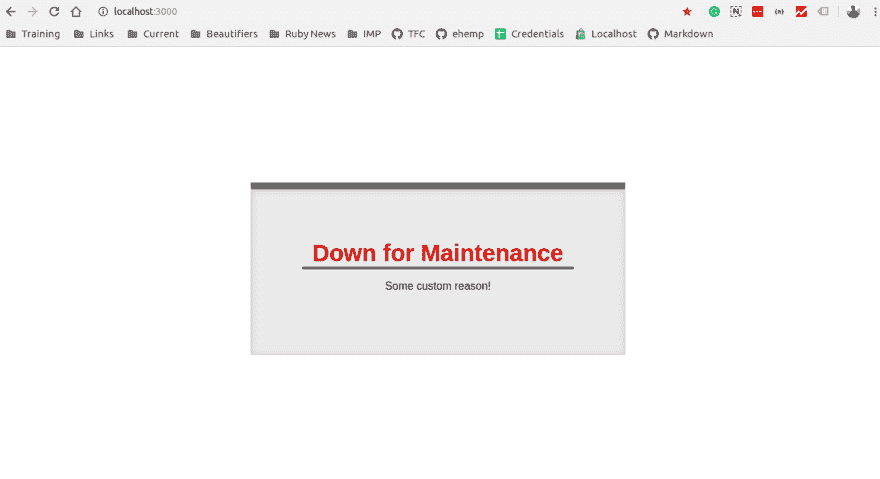 localhost:3000
Training Links Current Beautifiers Ruby News IMP TFC ehemp Credentials Localhost Markdown
Down for Maintenance
Some custom reason!